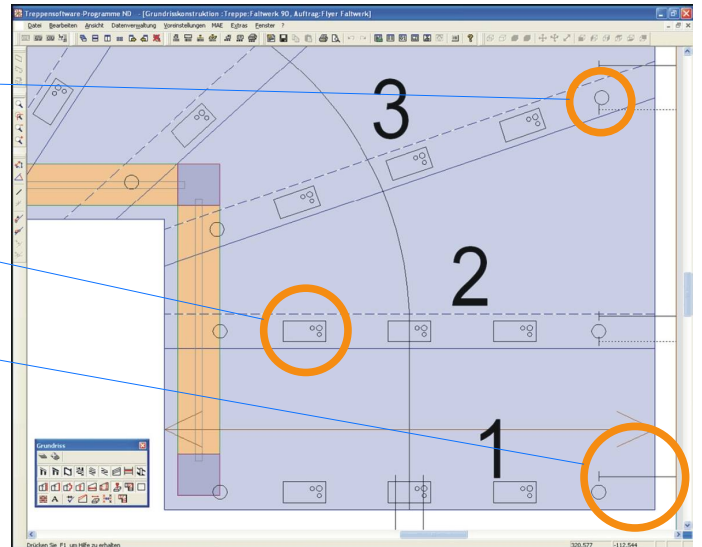 Treppensoftware-Programme ND - [Grundrisskonstruktion :Treppe:Faltwerk 90, Auftrag:Flyer Faltwerk]
Datei Bearbeiten Ansicht Datenverwaltung Voreinstellungen MAE Extras Fenster ?
3
2
1
Grundriss
Drücken Sie F1, um Hilfe zu erhalten. 320.577 -112.544